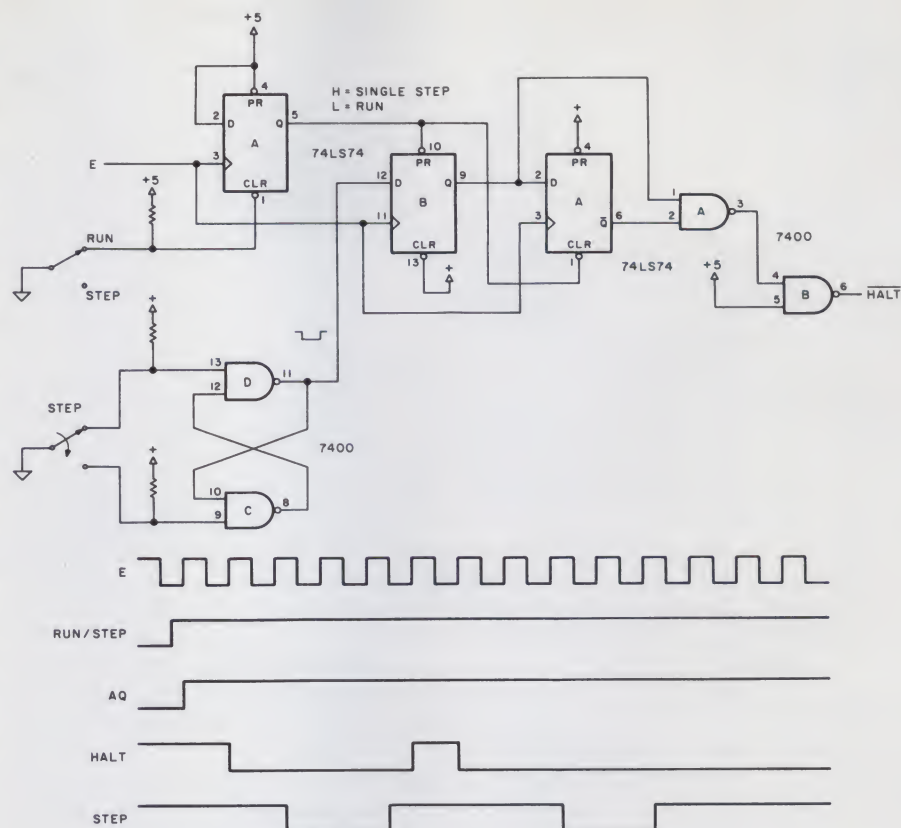 +5
4
PR
2 D Q 5
A
E 3
CLR
1
H = SINGLE STEP
L = RUN
74LS74
10
PR
12 D Q 9
B
11
CLR
13
+
+
4
PR
2 D
A
3 Q̅ 6
CLR
1
74LS74
1
2 A 3
7400
+5
4
5 B 6
HALT
+5
RUN
STEP
+
13
12 D 11
STEP
7400
+
10
9 C 8
E
RUN/STEP
AQ
HALT
STEP